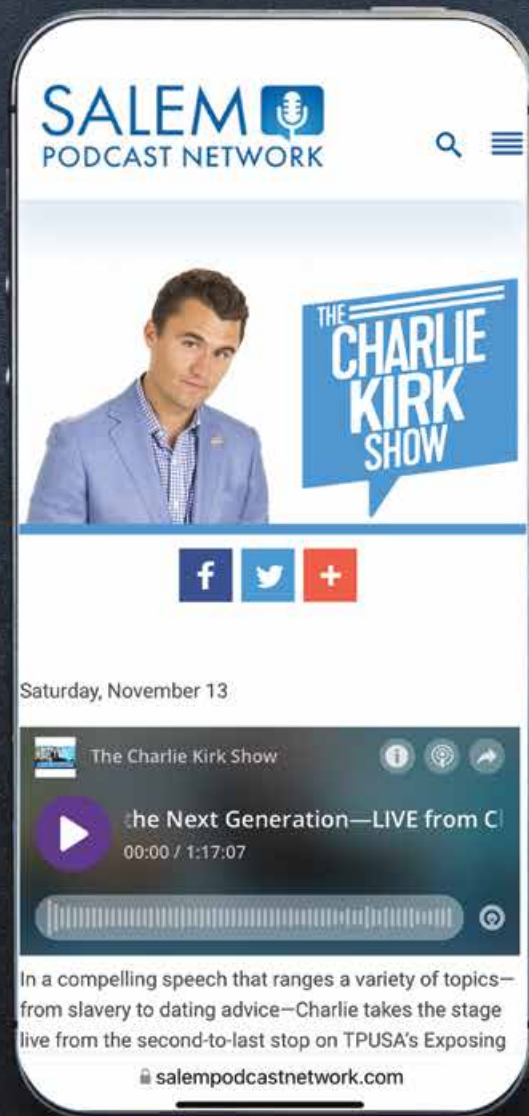 SALEM
PODCAST NETWORK
THE
CHARLIE
KIRK
SHOW
Saturday, November 13
The Charlie Kirk Show
the Next Generation—LIVE from C
00:00 / 1:17:07
In a compelling speech that ranges a variety of topics—
from slavery to dating advice—Charlie takes the stage
live from the second-to-last stop on TPUSA's Exposing
salempodcastnetwork.com